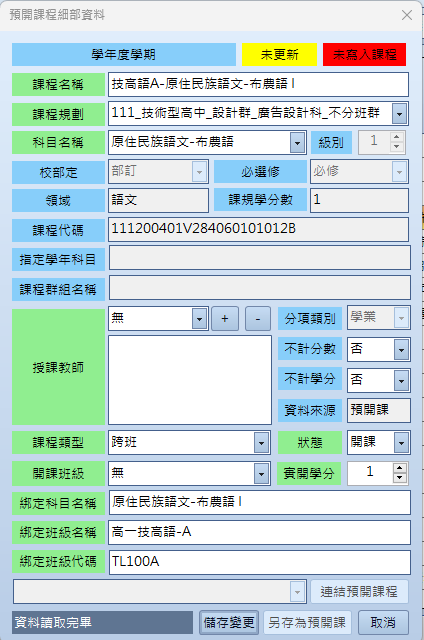 預開課程細部資料
學年度學期 未更新 未寫入課程
課程名稱 技高語A-原住民族語文-布農語 I
課程規劃 111_技術型高中_設計群_廣告設計科_不分班群
科目名稱 原住民族語文-布農語 級別 1
校部定 部訂 必選修 必修
領域 語文 課規學分數 1
課程代碼 111200401V284060101012B
指定學年科目
課程群組名稱
無 + - 分項類別 學業
授課教師 不計分數 否
不計學分 否
資料來源 預開課
課程類型 跨班 狀態 開課
開課班級 無 實開學分 1
綁定科目名稱 原住民族語文-布農語 I
綁定班級名稱 高一技高語-A
綁定班級代碼 TL100A
連結預開課程
資料讀取完畢 儲存變更 另存為預開課 取消